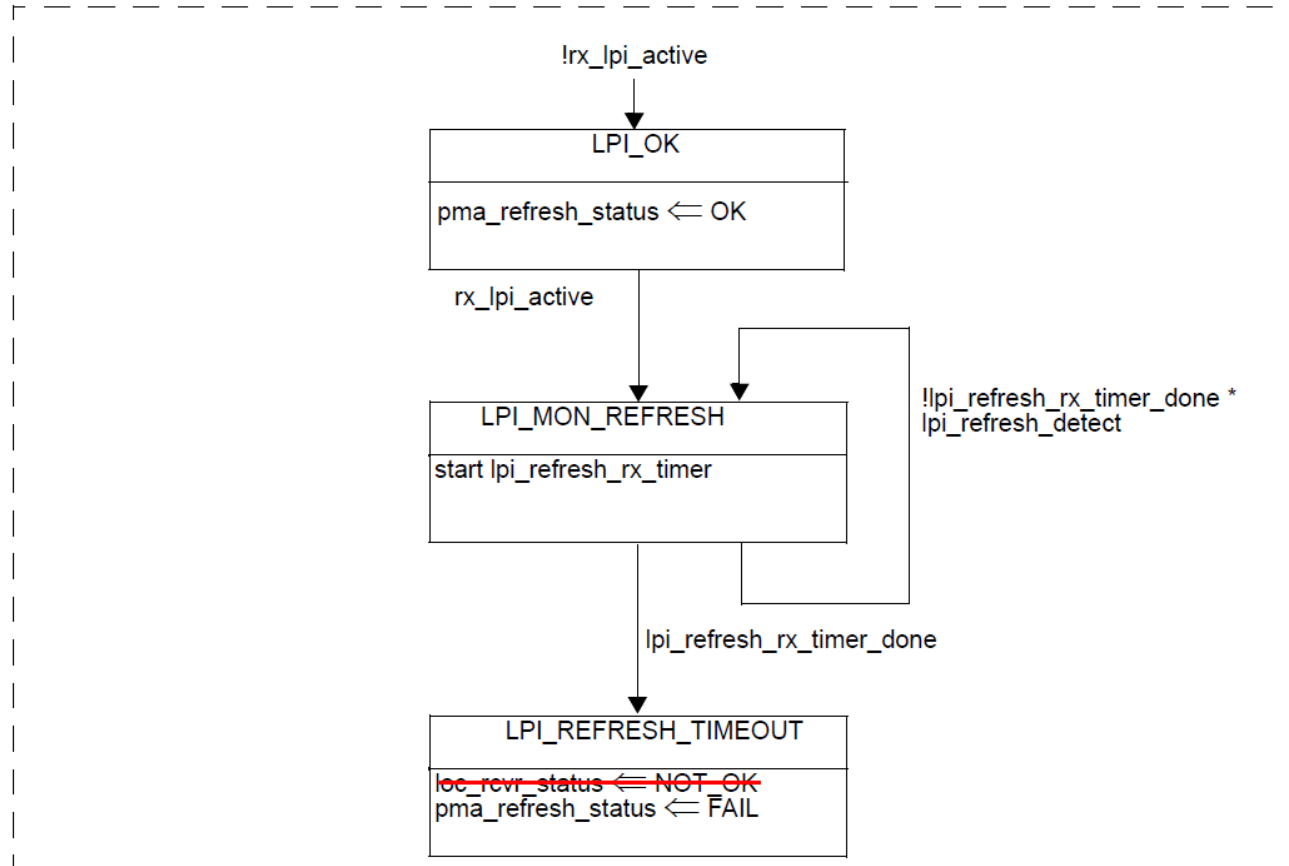 !rx_lpi_active
LPI_OK
pma_refresh_status ⇐ OK
rx_lpi_active
!lpi_refresh_rx_timer_done *
lpi_refresh_detect
LPI_MON_REFRESH
start lpi_refresh_rx_timer
lpi_refresh_rx_timer_done
LPI_REFRESH_TIMEOUT
loc_rcvr_status ⇐ NOT_OK
pma_refresh_status ⇐ FAIL